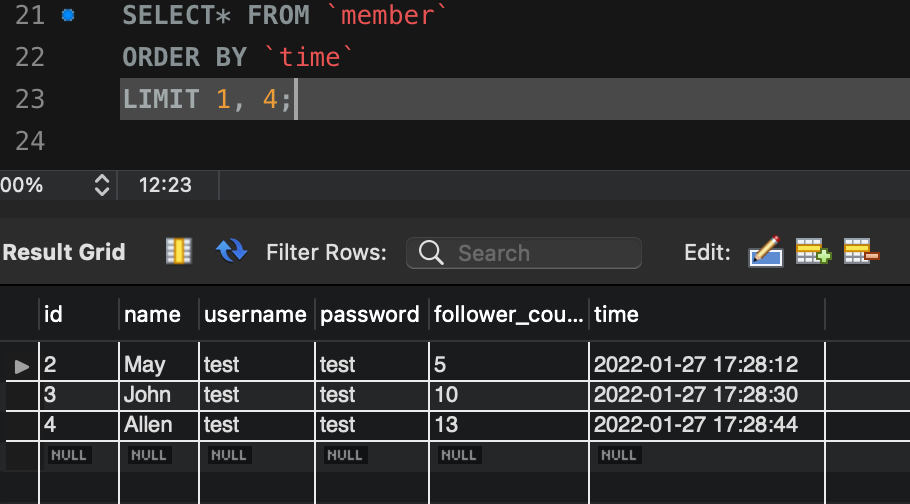 21 SELECT* FROM `member`
22 ORDER BY `time`
23 LIMIT 1, 4;
24
00% 12:23
Result Grid Filter Rows: Search Edit:
id name username password follower_cou... time
2 May test test 5 2022-01-27 17:28:12
3 John test test 10 2022-01-27 17:28:30
4 Allen test test 13 2022-01-27 17:28:44
NULL NULL NULL NULL NULL NULL